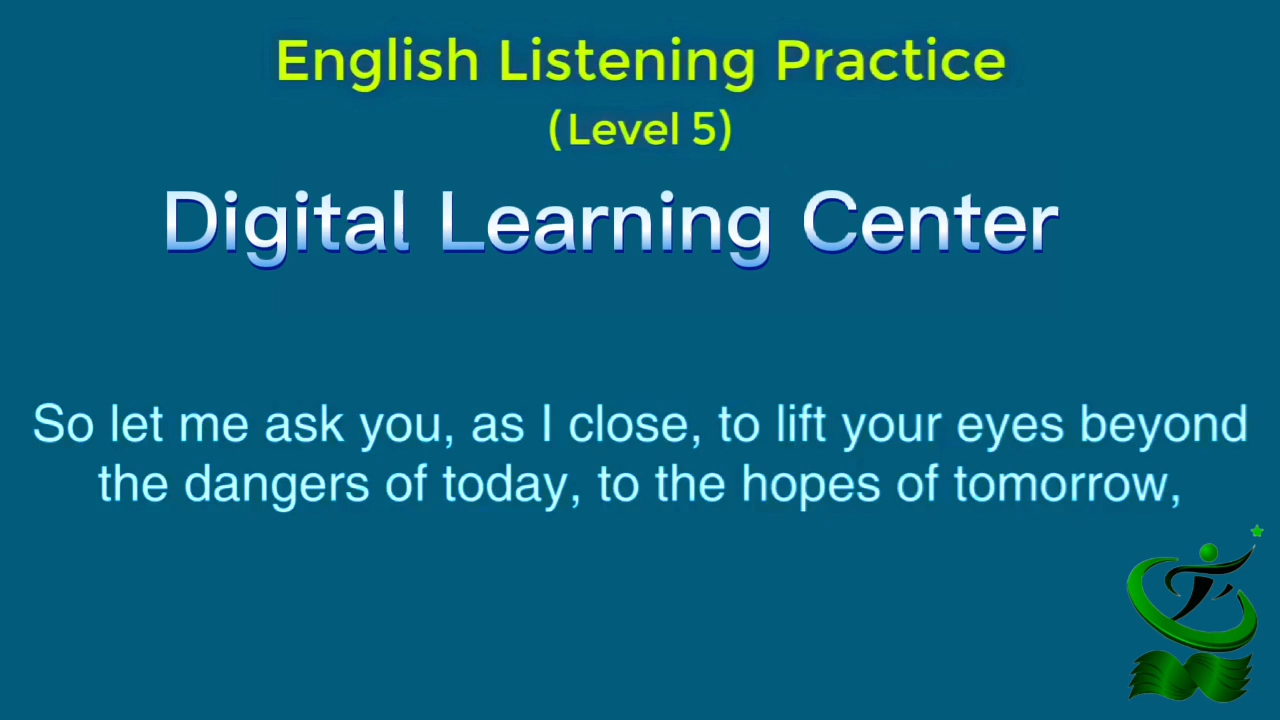 English Listening Practice
(Level 5)
Digital Learning Center
So let me ask you, as I close, to lift your eyes beyond
the dangers of today, to the hopes of tomorrow,